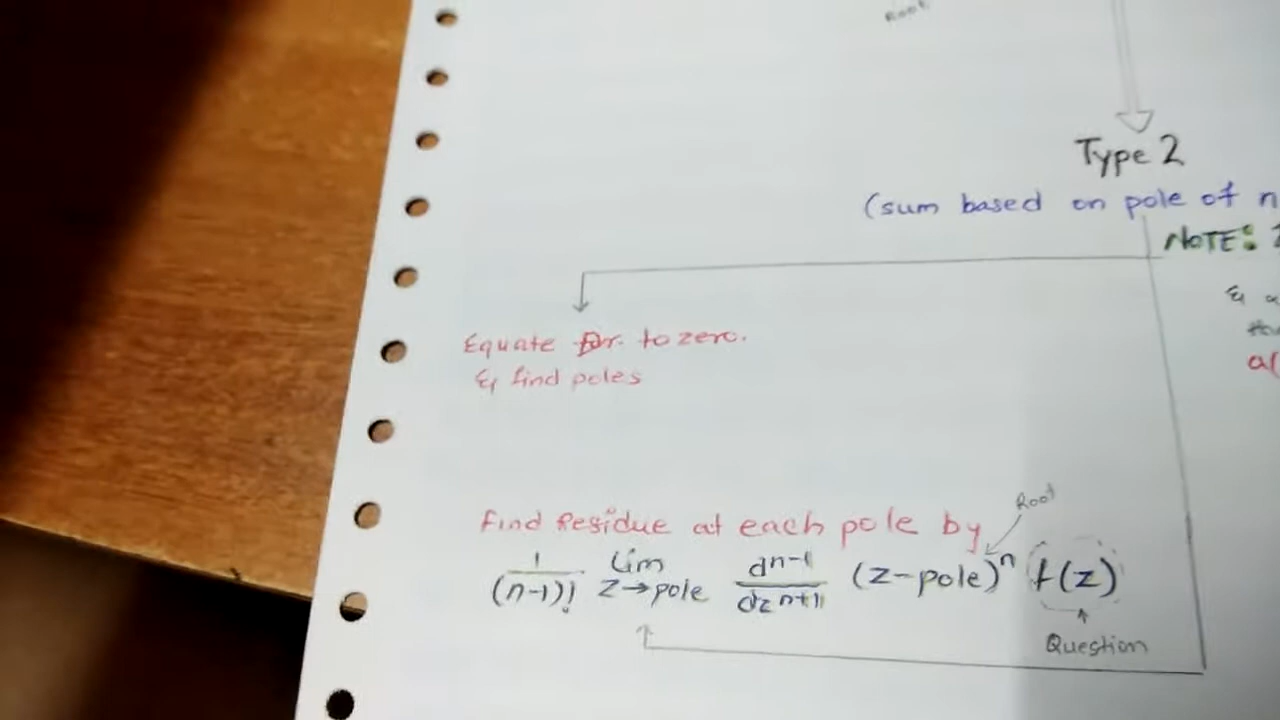 Root
Type 2
(sum based on pole of n
NOTE:
&
a(
Equate Dr. to zero.
& find poles
Root
Find Residue at each pole by
1/(n-1)! Lim z→pole d^n-1/dz^n+1 (z-pole)^n f(z)
Question